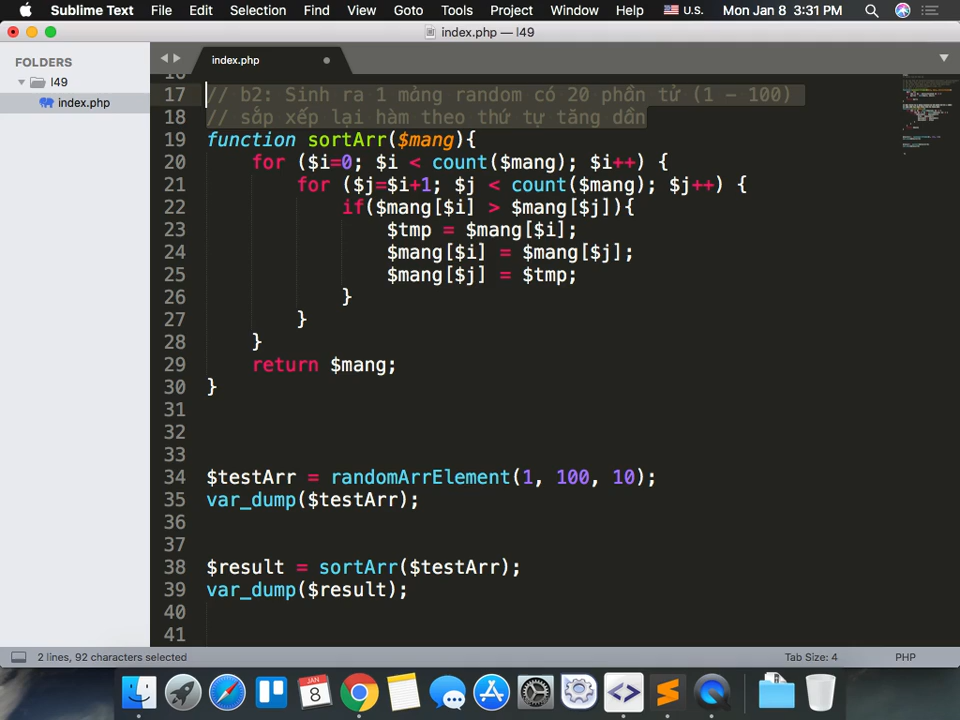 Sublime Text File Edit Selection Find View Goto Tools Project Window Help U.S. Mon Jan 8 3:31 PM
index.php — l49
FOLDERS
l49
index.php
index.php
17 // b2: Sinh ra 1 mảng random có 20 phần tử (1 - 100)
18 // sắp xếp lại hàm theo thứ tự tăng dần
19 function sortArr($mang){
20 for ($i=0; $i < count($mang); $i++) {
21 for ($j=$i+1; $j < count($mang); $j++) {
22 if($mang[$i] > $mang[$j]){
23 $tmp = $mang[$i];
24 $mang[$i] = $mang[$j];
25 $mang[$j] = $tmp;
26 }
27 }
28 }
29 return $mang;
30 }
31
32
33
34 $testArr = randomArrElement(1, 100, 10);
35 var_dump($testArr);
36
37
38 $result = sortArr($testArr);
39 var_dump($result);
40
41
2 lines, 92 characters selected Tab Size: 4 PHP
JAN
8